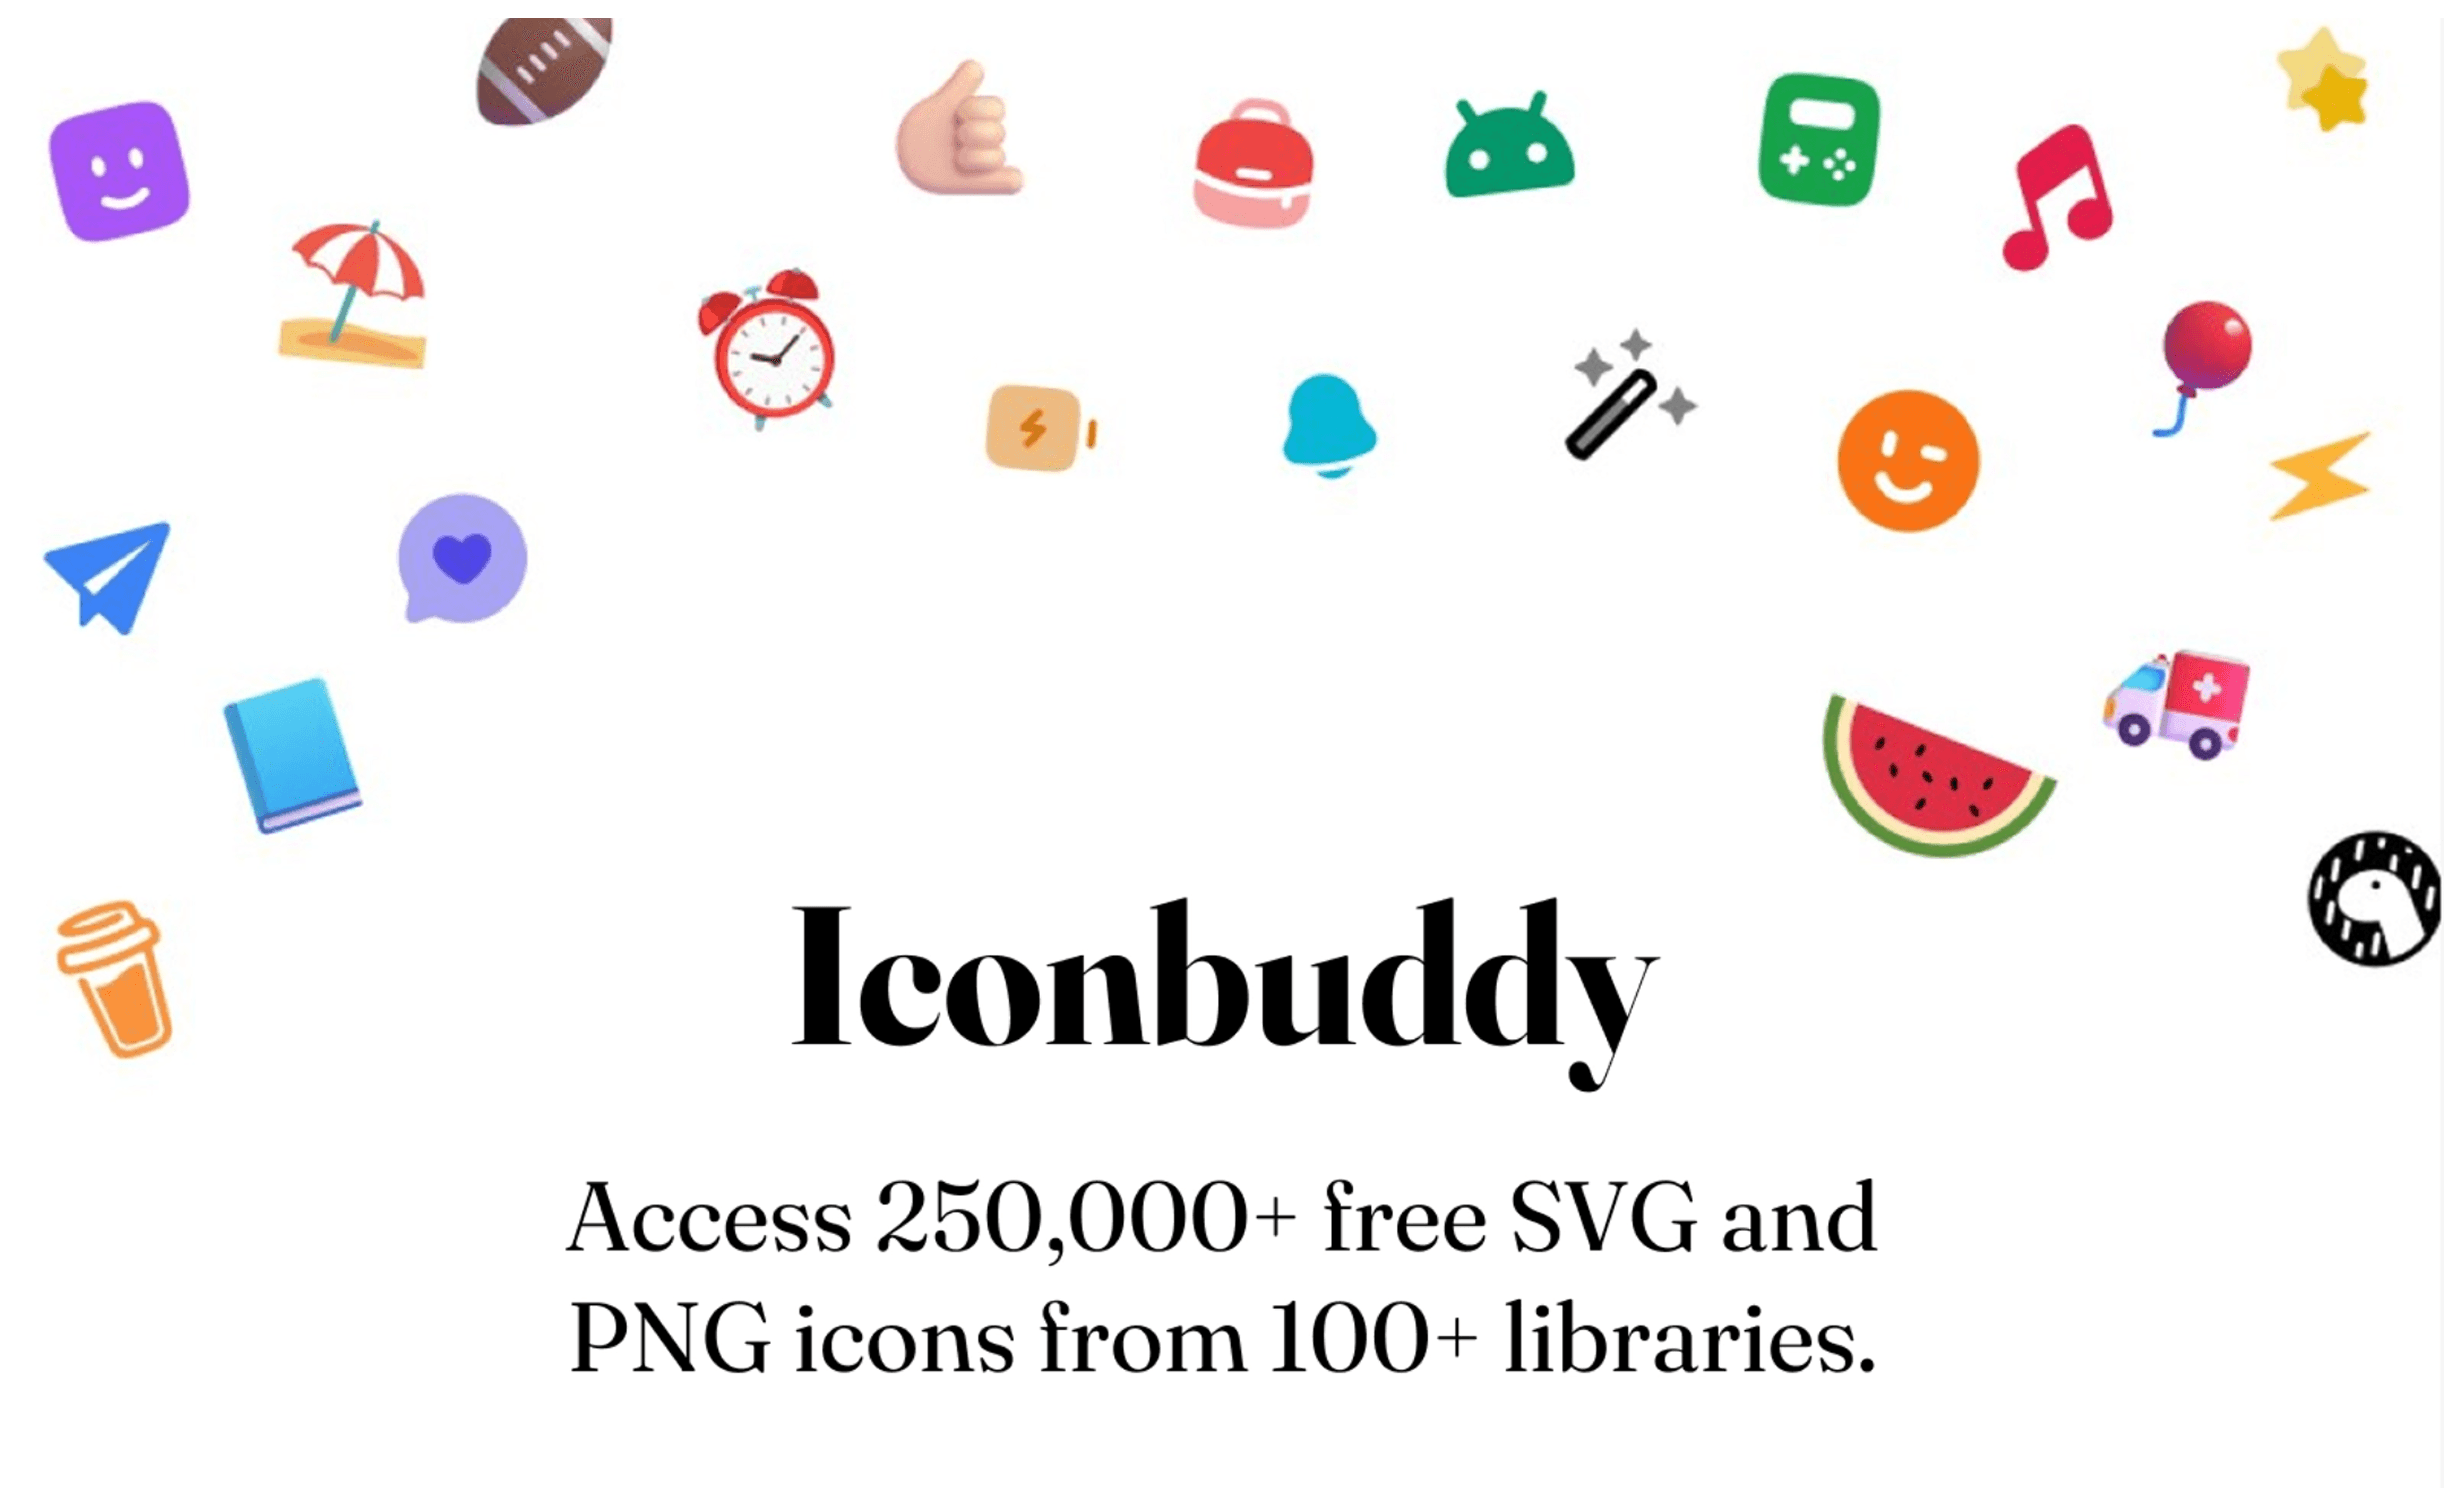 Iconbuddy
Access 250,000+ free SVG and
PNG icons from 100+ libraries.